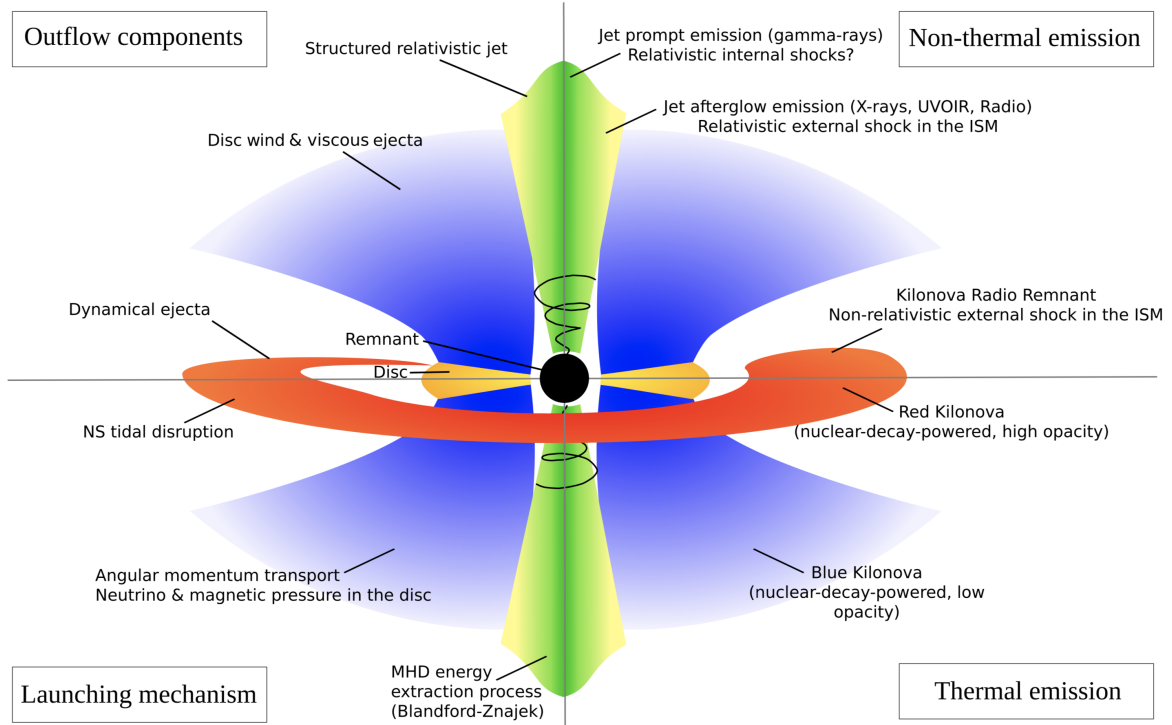 Outflow components
Non-thermal emission
Structured relativistic jet
Jet prompt emission (gamma-rays)
Relativistic internal shocks?
Jet afterglow emission (X-rays, UVOIR, Radio)
Relativistic external shock in the ISM
Disc wind & viscous ejecta
Dynamical ejecta
Remnant
Disc
Kilonova Radio Remnant
Non-relativistic external shock in the ISM
NS tidal disruption
Red Kilonova
(nuclear-decay-powered, high opacity)
Angular momentum transport
Neutrino & magnetic pressure in the disc
Blue Kilonova
(nuclear-decay-powered, low
opacity)
MHD energy
extraction process
(Blandford-Znajek)
Launching mechanism
Thermal emission